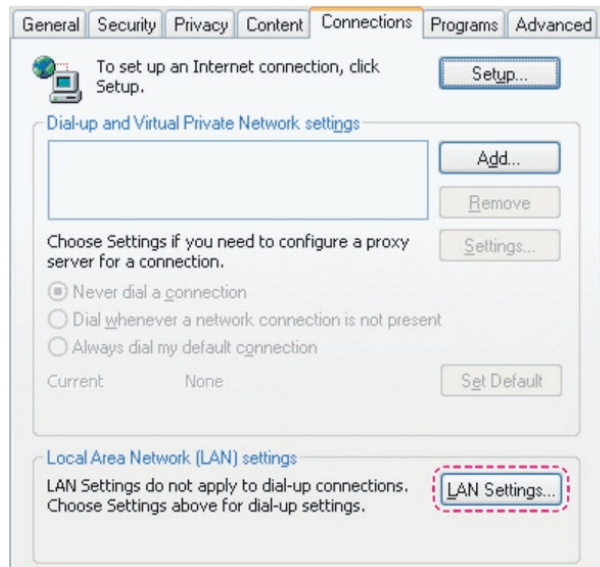 General Security Privacy Content Connections Programs Advanced
To set up an Internet connection, click
Setup.
Setup...
Dial-up and Virtual Private Network settings
Add...
Remove
Choose Settings if you need to configure a proxy
server for a connection.
Settings...
Never dial a connection
Dial whenever a network connection is not present
Always dial my default connection
Current None
Set Default
Local Area Network (LAN) settings
LAN Settings do not apply to dial-up connections.
Choose Settings above for dial-up settings.
LAN Settings...